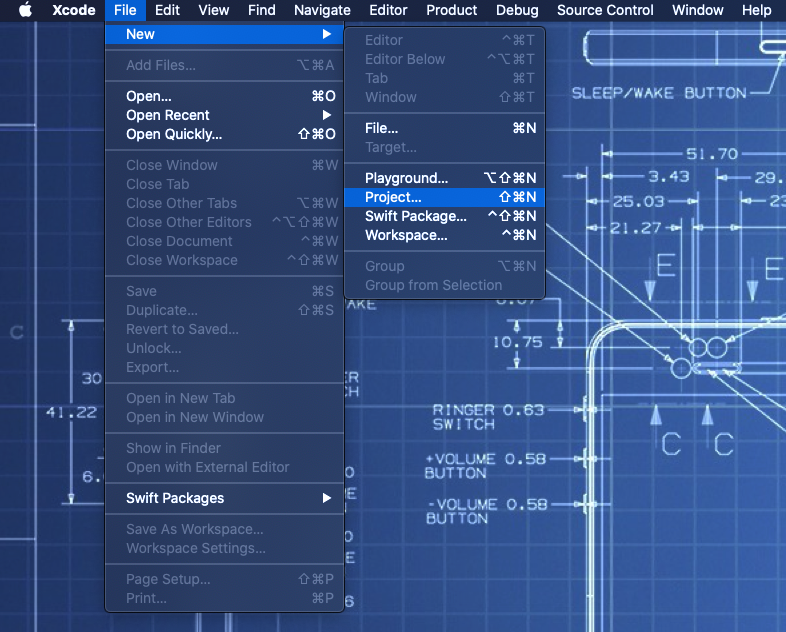 Xcode File Edit View Find Navigate Editor Product Debug Source Control Window Help
New ▶
Add Files... ⌥⌘A
Open... ⌘O
Open Recent ▶
Open Quickly... ⇧⌘O
Close Window ⌘W
Close Tab
Close Other Tabs ⌥⌘W
Close Other Editors ^⌥⇧⌘W
Close Document ^⌘W
Close Workspace ^⇧⌘W
Save ⌘S
Duplicate... ⇧⌘S
Revert to Saved...
Unlock...
Export...
Open in New Tab
Open in New Window
Show in Finder
Open with External Editor
Swift Packages ▶
Save As Workspace...
Workspace Settings...
Page Setup... ⇧⌘P
Print... ⌘P
Editor ^⌘T
Editor Below ^⌥⌘T
Tab ⌘T
Window ⇧⌘T
File... ⌘N
Target...
Playground... ⌥⇧⌘N
Project... ⇧⌘N
Swift Package... ^⇧⌘N
Workspace... ^⌘N
Group ⌥⌘N
Group from Selection
SLEEP/WAKE BUTTON
51.70
3.43
29.
25.03
23
21.27
E
E
10.75
C
30
41.22
6.
RINGER 0.63
SWITCH
+VOLUME 0.58
BUTTON
-VOLUME 0.58
BUTTON
C
C